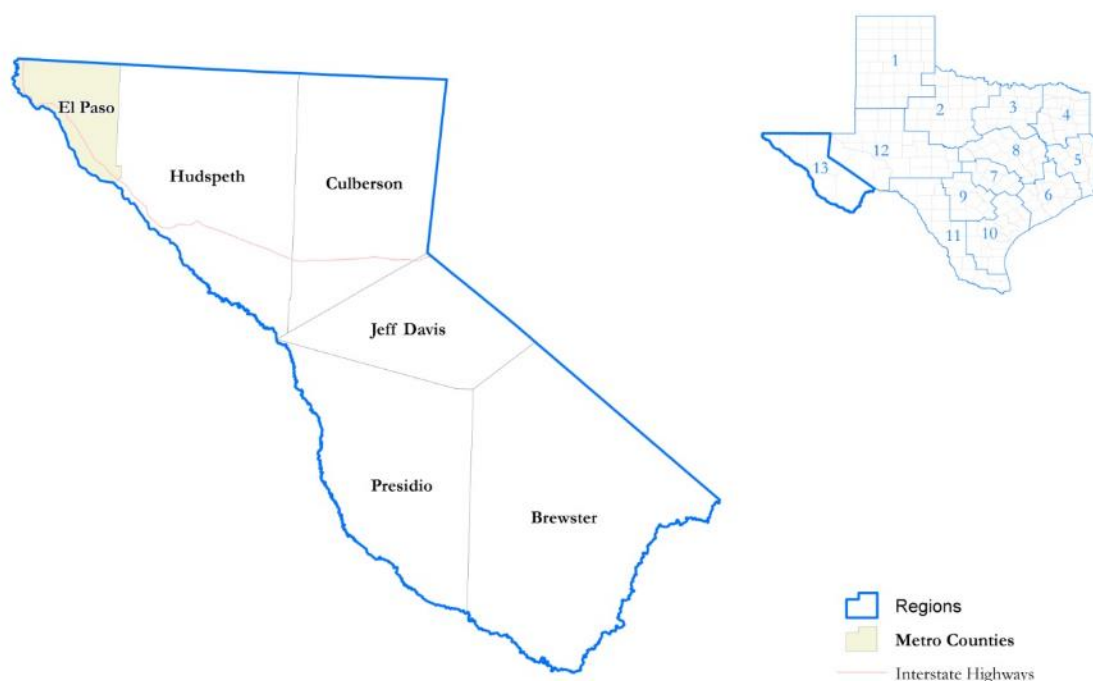 El Paso
Hudspeth
Culberson
Jeff Davis
Presidio
Brewster
1
2
3
4
12
8
5
13
7
9
6
11
10
Regions
Metro Counties
Interstate Highways